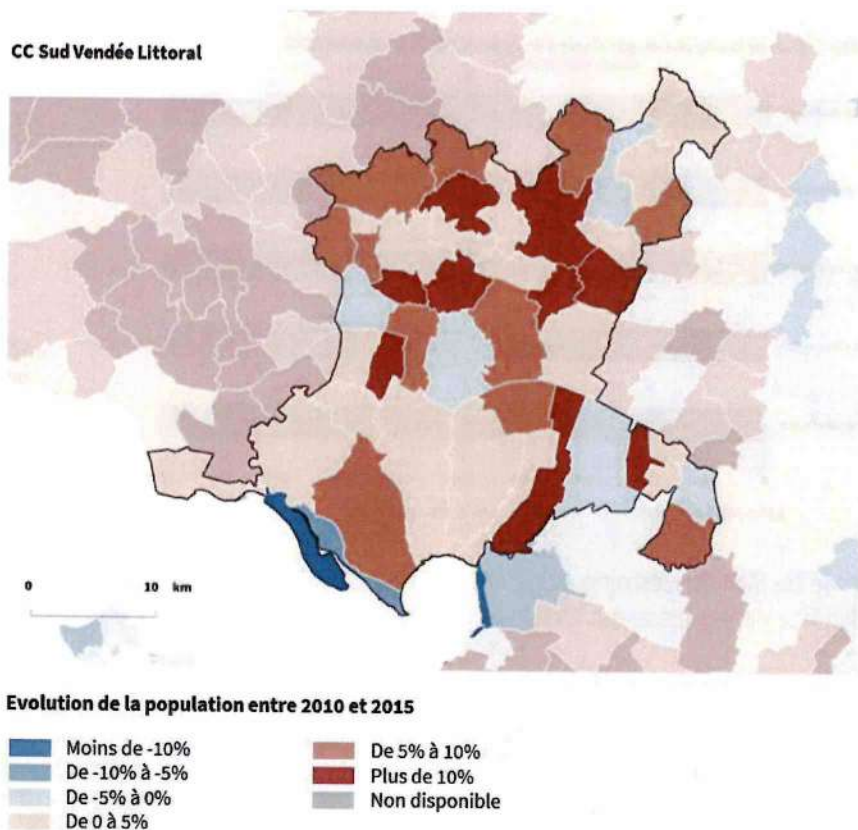 CC Sud Vendée Littoral
0 10 km
Evolution de la population entre 2010 et 2015
Moins de -10%
De -10% à -5%
De -5% à 0%
De 0 à 5%
De 5% à 10%
Plus de 10%
Non disponible